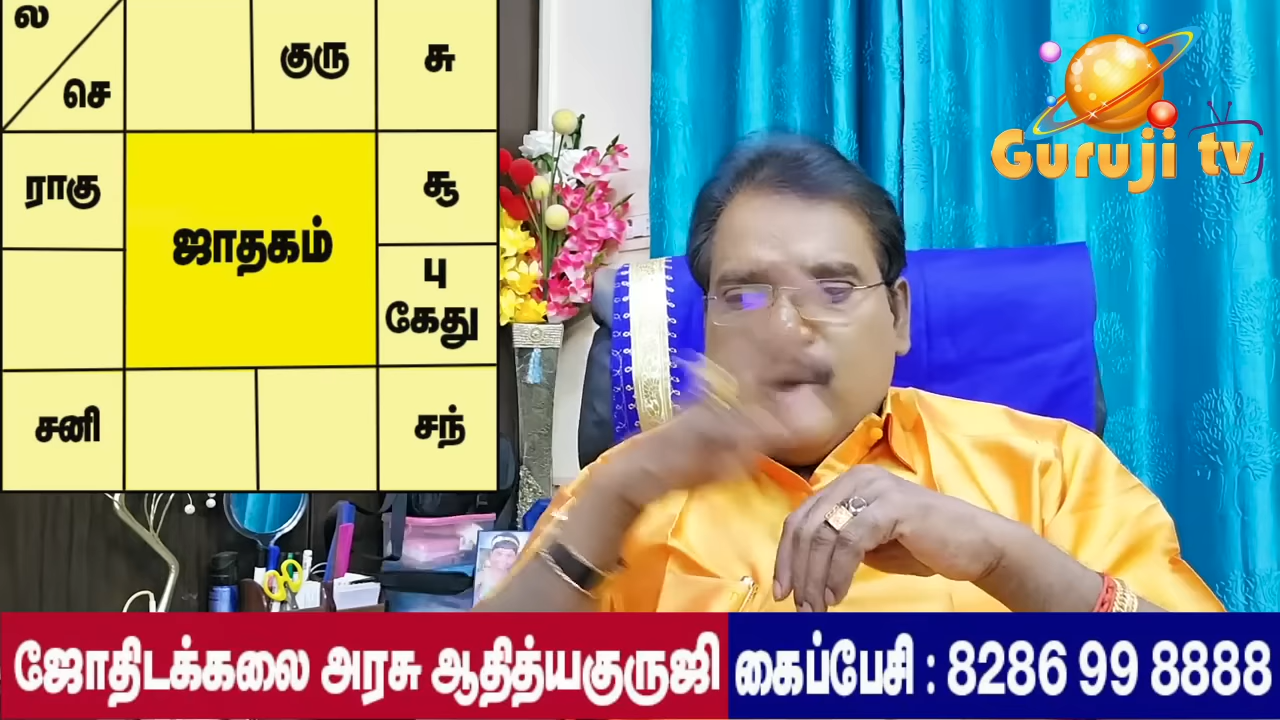 ல
செ
குரு
சு
ராகு
ஜாதகம்
சூ
பு
கேது
சனி
சந்
Guruji tv
ஜோதிடக்கலை அரசு ஆதித்யகுருஜி
கைப்பேசி : 8286 99 8888